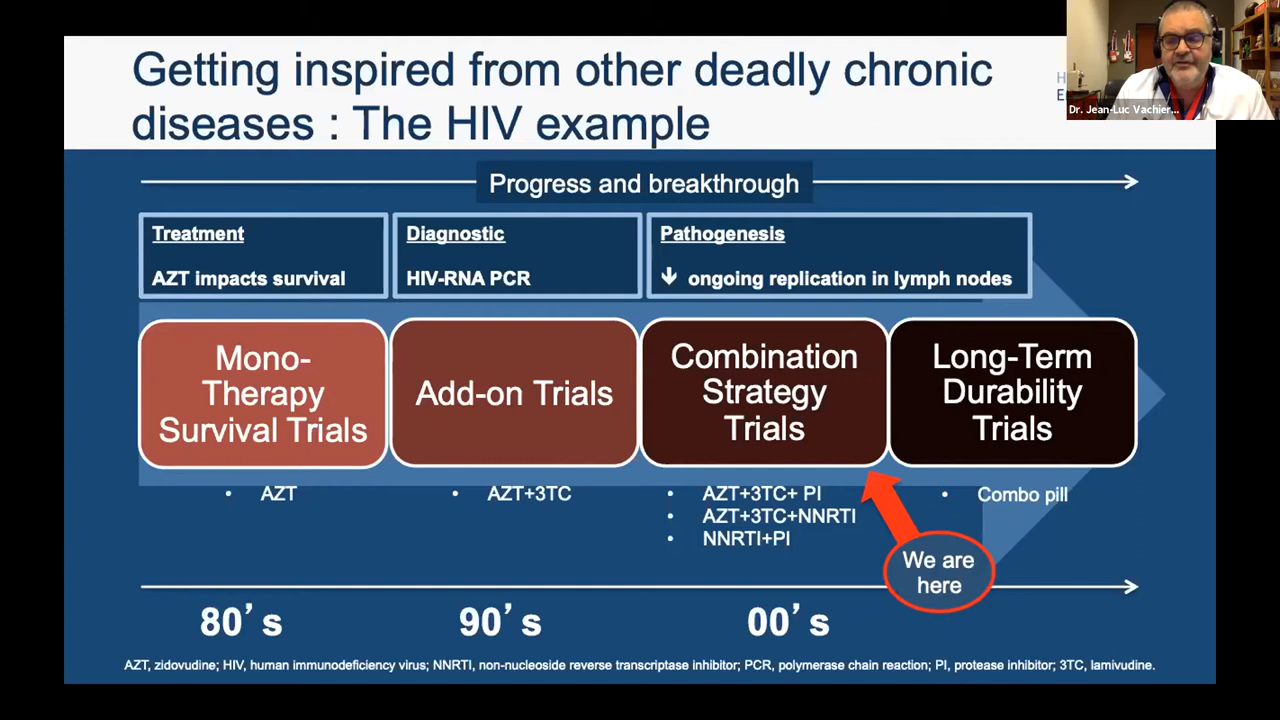 Getting inspired from other deadly chronic
diseases : The HIV example
H
E
Dr. Jean-Luc Vachier...
Progress and breakthrough
Treatment
AZT impacts survival
Diagnostic
HIV-RNA PCR
Pathogenesis
↓ ongoing replication in lymph nodes
Mono-
Therapy
Survival Trials
Add-on Trials
Combination
Strategy
Trials
Long-Term
Durability
Trials
• AZT
• AZT+3TC
• AZT+3TC+ PI
• AZT+3TC+NNRTI
• NNRTI+PI
• Combo pill
We are
here
80’s
90’s
00’s
AZT, zidovudine; HIV, human immunodeficiency virus; NNRTI, non-nucleoside reverse transcriptase inhibitor; PCR, polymerase chain reaction; PI, protease inhibitor; 3TC, lamivudine.